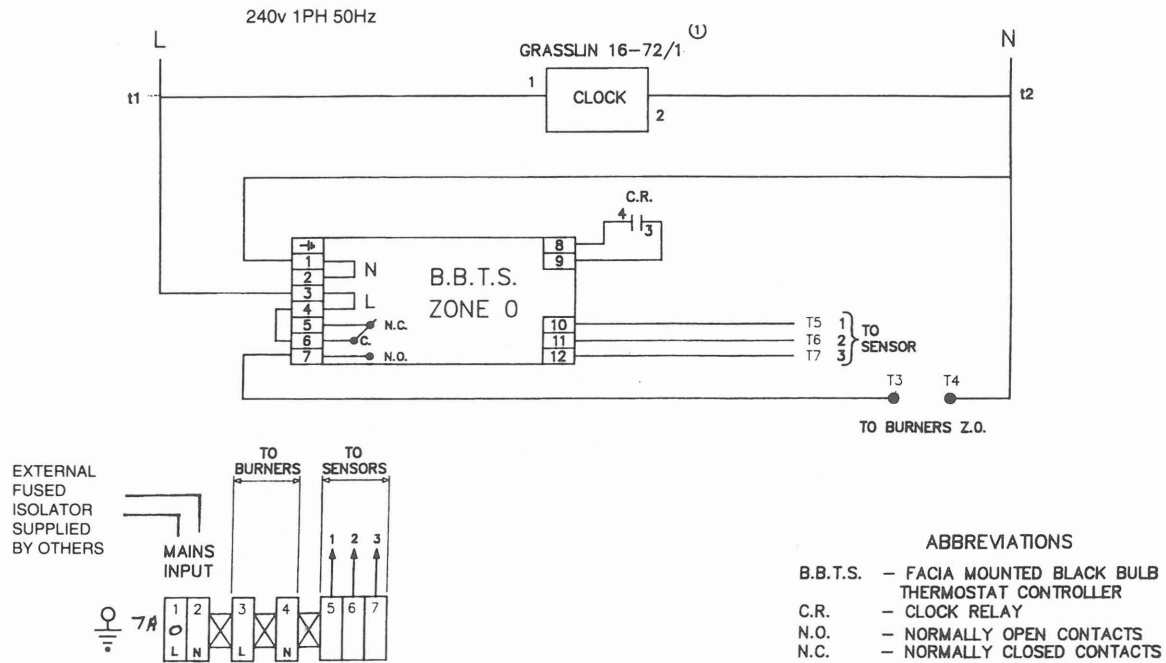 240v 1PH 50Hz
L
N
GRASSLIN 16-72/1 ①
t1
1
CLOCK
2
t2
C.R.
4
3
1
2
3
4
5
6
7
N
L
N.C.
C.
N.O.
B.B.T.S.
ZONE 0
8
9
10
11
12
T5 1
T6 2
T7 3
TO
SENSOR
T3 T4
TO BURNERS Z.O.
EXTERNAL
FUSED
ISOLATOR
SUPPLIED
BY OTHERS
MAINS
INPUT
TO
BURNERS
TO
SENSORS
1 2 3
1 2 3 4 5 6 7
L N L N
ABBREVIATIONS
B.B.T.S. - FACIA MOUNTED BLACK BULB
THERMOSTAT CONTROLLER
C.R. - CLOCK RELAY
N.O. - NORMALLY OPEN CONTACTS
N.C. - NORMALLY CLOSED CONTACTS